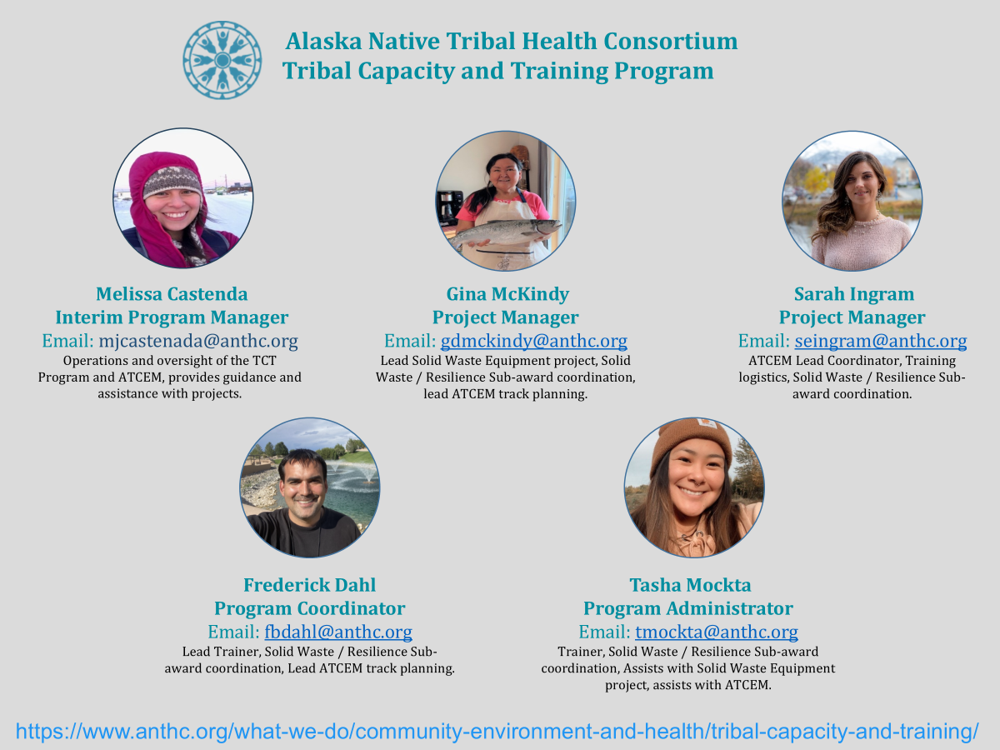 Alaska Native Tribal Health Consortium
Tribal Capacity and Training Program
Melissa Castenda
Interim Program Manager
Email: mjcastenada@anthc.org
Operations and oversight of the TCT
Program and ATCEM, provides guidance and
assistance with projects.
Gina McKindy
Project Manager
Email: gdmckindy@anthc.org
Lead Solid Waste Equipment project, Solid
Waste / Resilience Sub-award coordination,
lead ATCEM track planning.
Sarah Ingram
Project Manager
Email: seingram@anthc.org
ATCEM Lead Coordinator, Training
logistics, Solid Waste / Resilience Sub-
award coordination.
Frederick Dahl
Program Coordinator
Email: fbdahl@anthc.org
Lead Trainer, Solid Waste / Resilience Sub-
award coordination, Lead ATCEM track planning.
Tasha Mockta
Program Administrator
Email: tmockta@anthc.org
Trainer, Solid Waste / Resilience Sub-award
coordination, Assists with Solid Waste Equipment
project, assists with ATCEM.
https://www.anthc.org/what-we-do/community-environment-and-health/tribal-capacity-and-training/